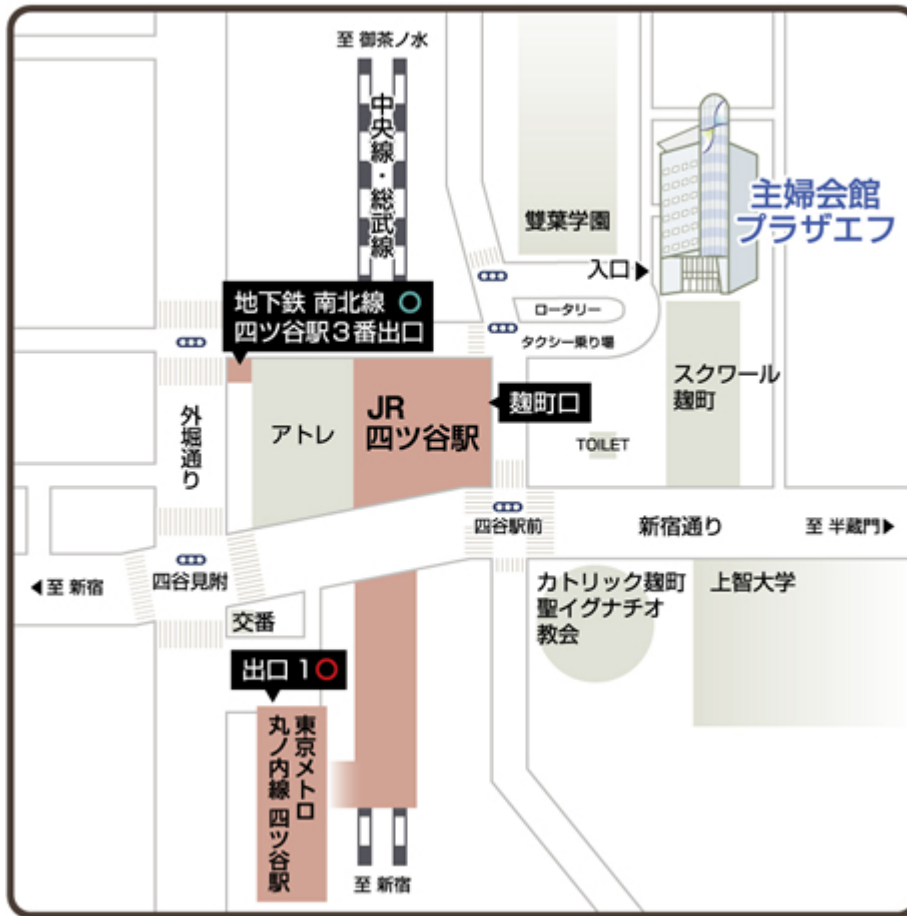 至 御茶ノ水
中央線・総武線
主婦会館
プラザエフ
雙葉学園
入口▶
ロータリー
タクシー乗り場
地下鉄 南北線 ○
四ツ谷駅3番出口
スクワール
麹町
麹町口
JR
四ツ谷駅
アトレ
外堀通り
TOILET
四谷駅前
新宿通り
至 半蔵門▶
◀至 新宿
四谷見附
交番
カトリック麹町
聖イグナチオ
教会
上智大学
出口 1○
東京メトロ
丸ノ内線 四ツ谷駅
至 新宿